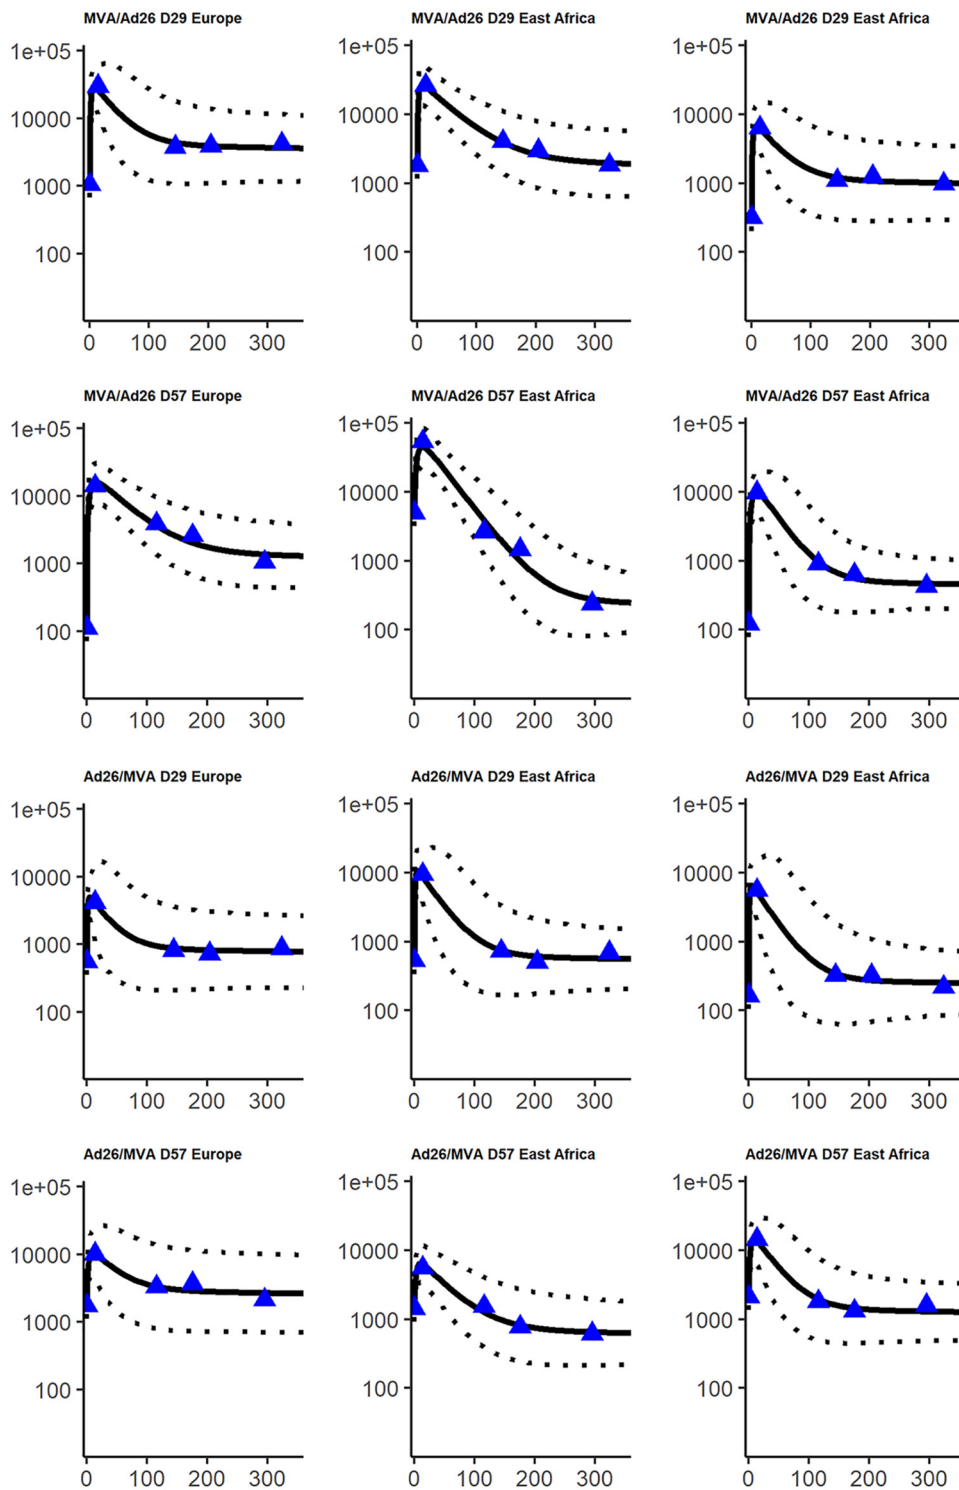 MVA/Ad26 D29 Europe
MVA/Ad26 D29 East Africa
MVA/Ad26 D29 East Africa
1e+05
10000
1000
100
0 100 200 300
1e+05
10000
1000
100
0 100 200 300
1e+05
10000
1000
100
0 100 200 300
MVA/Ad26 D57 Europe
MVA/Ad26 D57 East Africa
MVA/Ad26 D57 East Africa
1e+05
10000
1000
100
0 100 200 300
1e+05
10000
1000
100
0 100 200 300
1e+05
10000
1000
100
0 100 200 300
Ad26/MVA D29 Europe
Ad26/MVA D29 East Africa
Ad26/MVA D29 East Africa
1e+05
10000
1000
100
0 100 200 300
1e+05
10000
1000
100
0 100 200 300
1e+05
10000
1000
100
0 100 200 300
Ad26/MVA D57 Europe
Ad26/MVA D57 East Africa
Ad26/MVA D57 East Africa
1e+05
10000
1000
100
0 100 200 300
1e+05
10000
1000
100
0 100 200 300
1e+05
10000
1000
100
0 100 200 300